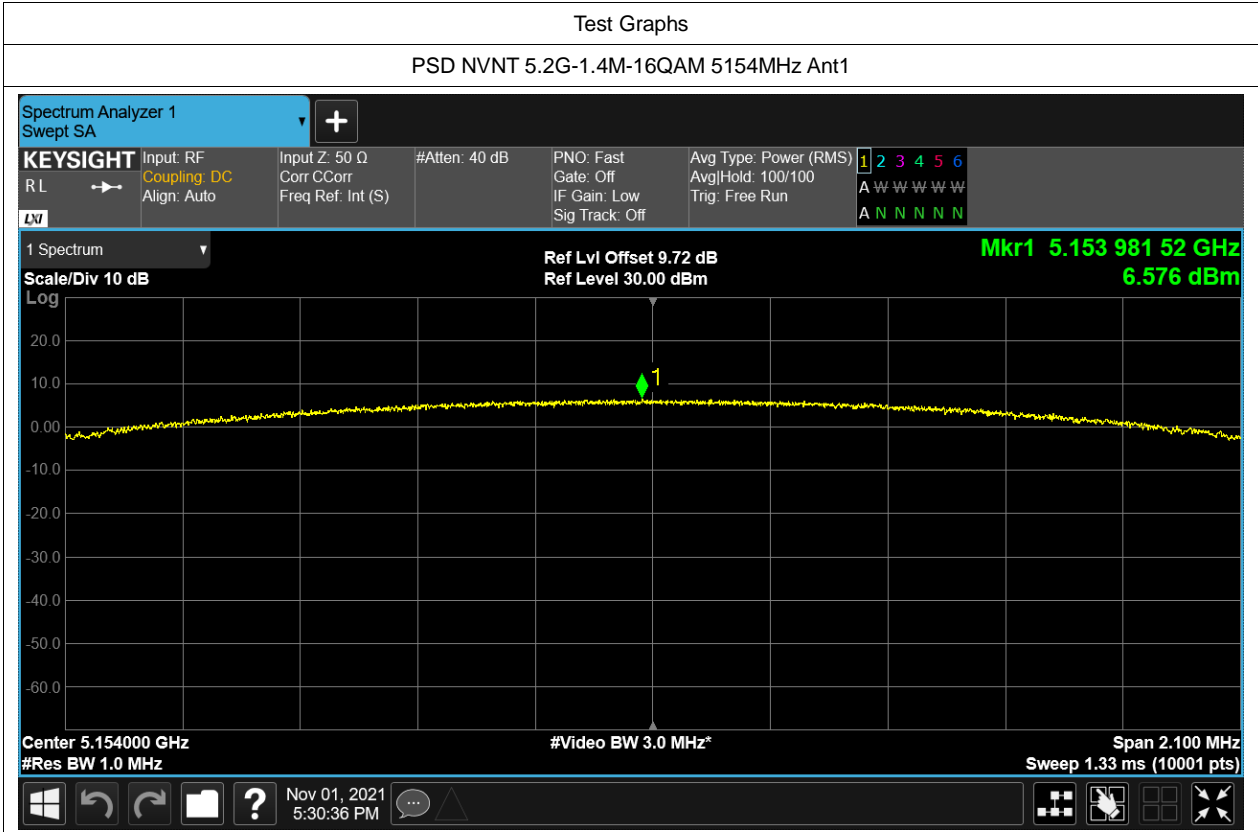 Test Graphs
PSD NVNT 5.2G-1.4M-16QAM 5154MHz Ant1
Spectrum Analyzer 1
Swept SA
KEYSIGHT
R L
LXI
Input: RF
Coupling: DC
Align: Auto
Input Z: 50 Ω
Corr CCorr
Freq Ref: Int (S)
#Atten: 40 dB
PNO: Fast
Gate: Off
IF Gain: Low
Sig Track: Off
Avg Type: Power (RMS)
Avg|Hold: 100/100
Trig: Free Run
1 2 3 4 5 6
A W W W W W
A N N N N N
1 Spectrum
Scale/Div 10 dB
Log
Ref Lvl Offset 9.72 dB
Ref Level 30.00 dBm
Mkr1 5.153 981 52 GHz
6.576 dBm
20.0
10.0
0.00
-10.0
-20.0
-30.0
-40.0
-50.0
-60.0
1
Center 5.154000 GHz
#Res BW 1.0 MHz
#Video BW 3.0 MHz*
Span 2.100 MHz
Sweep 1.33 ms (10001 pts)
?
Nov 01, 2021
5:30:36 PM